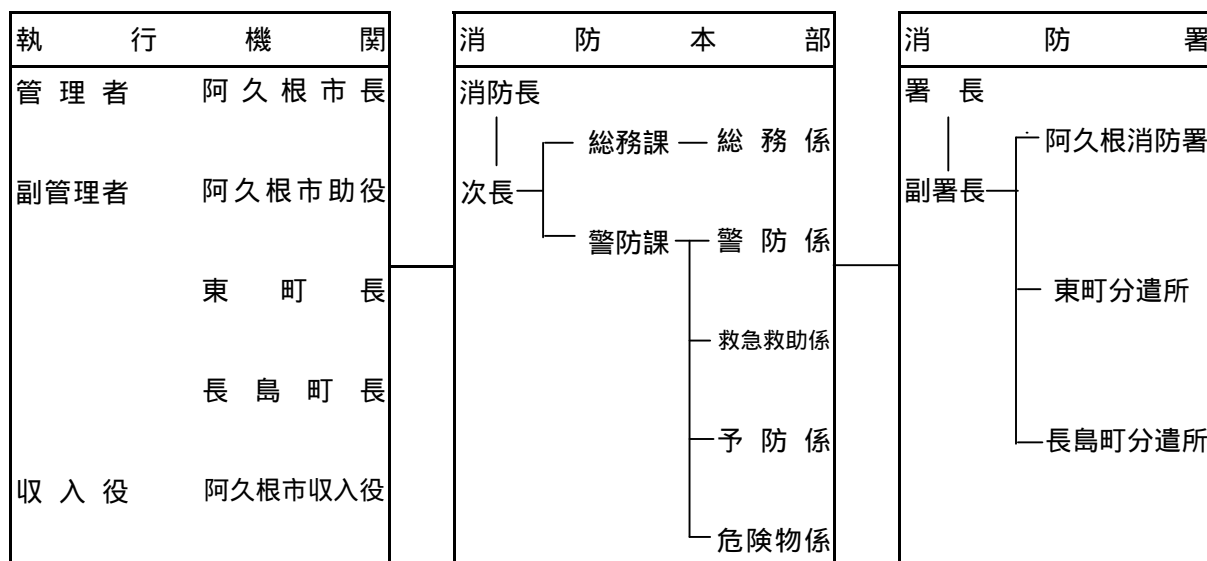 執行機関
管理者 阿久根市長
副管理者 阿久根市助役
東町長
長島町長
収入役 阿久根市収入役
消防本部
消防長
総務課 総務係
次長
警防課 警防係
救急救助係
予防係
危険物係
消防署
署長
阿久根消防署
副署長
東町分遣所
長島町分遣所